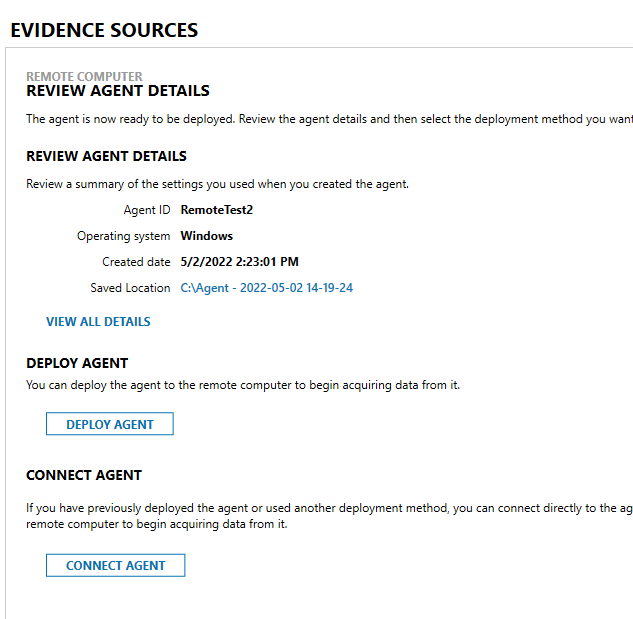 EVIDENCE SOURCES
REMOTE COMPUTER
REVIEW AGENT DETAILS
The agent is now ready to be deployed. Review the agent details and then select the deployment method you want
REVIEW AGENT DETAILS
Review a summary of the settings you used when you created the agent.
Agent ID RemoteTest2
Operating system Windows
Created date 5/2/2022 2:23:01 PM
Saved Location C:\Agent - 2022-05-02 14-19-24
VIEW ALL DETAILS
DEPLOY AGENT
You can deploy the agent to the remote computer to begin acquiring data from it.
DEPLOY AGENT
CONNECT AGENT
If you have previously deployed the agent or used another deployment method, you can connect directly to the ag
remote computer to begin acquiring data from it.
CONNECT AGENT